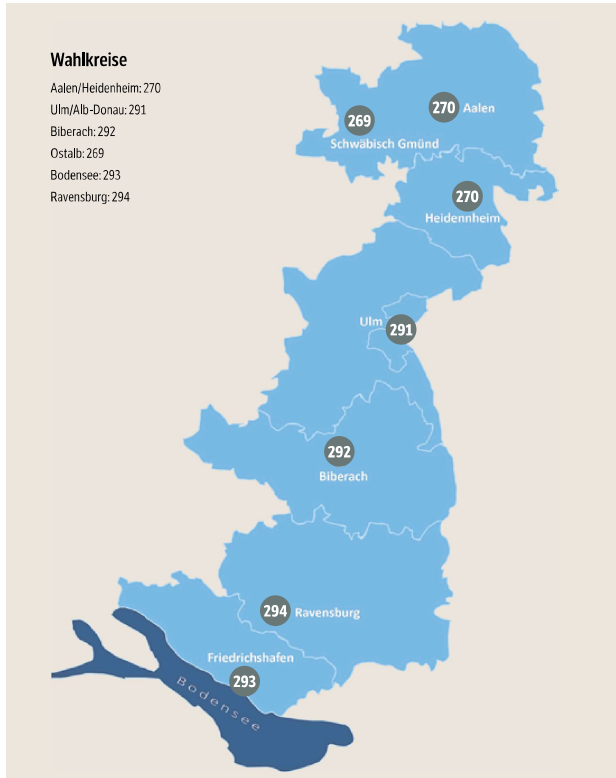 Wahlkreise
Aalen/Heidenheim: 270
Ulm/Alb-Donau: 291
Biberach: 292
Ostalb: 269
Bodensee: 293
Ravensburg: 294
270 Aalen
269
Schwäbisch Gmünd
270
Heidennheim
Ulm 291
292
Biberach
294 Ravensburg
Friedrichshafen
293
Bodensee